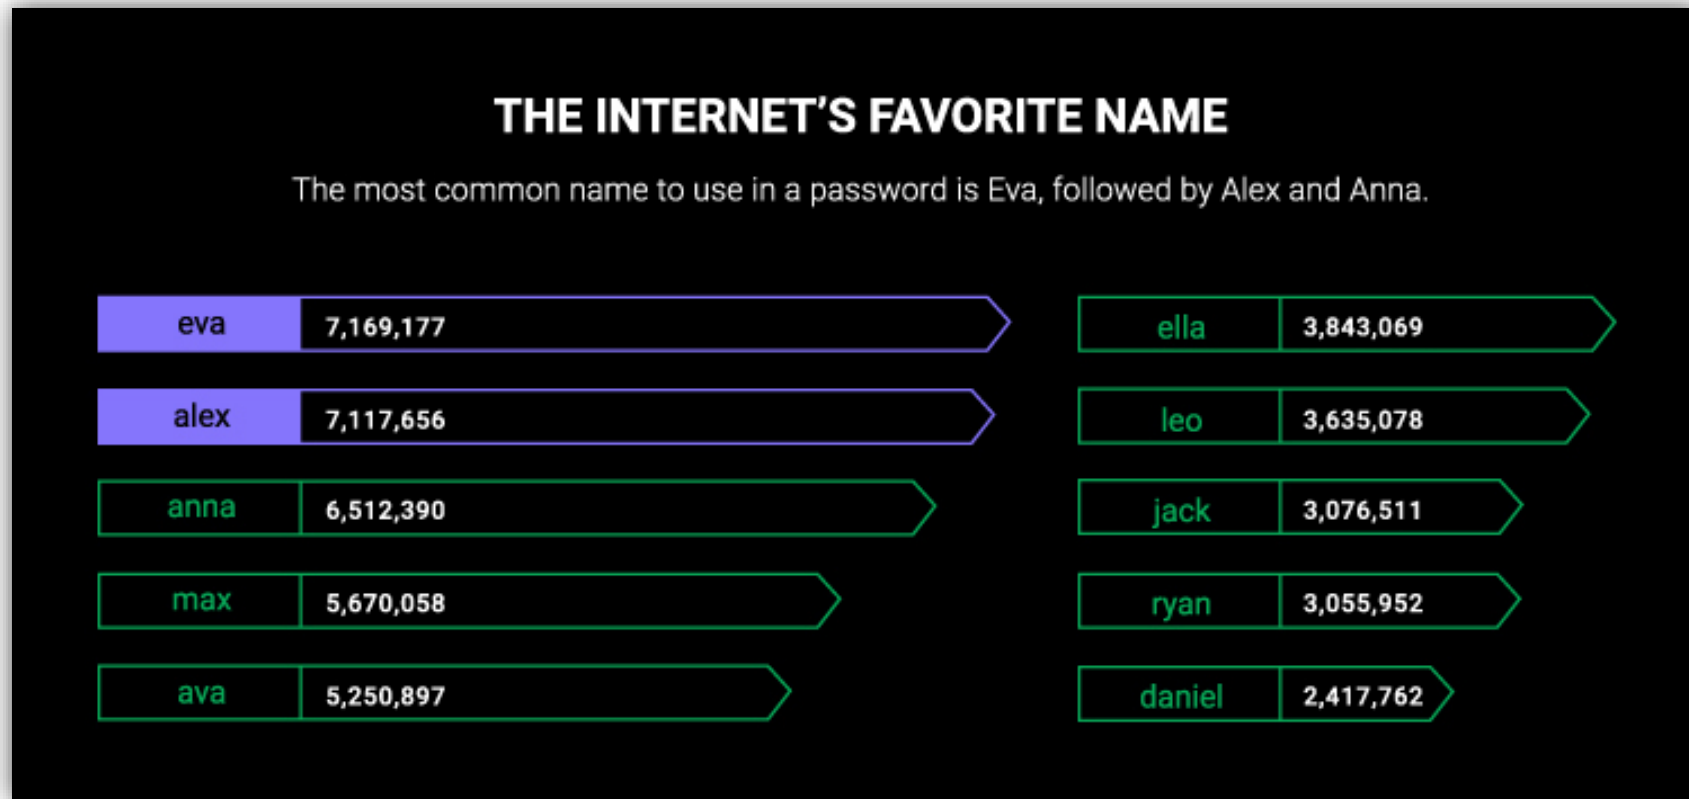 THE INTERNET’S FAVORITE NAME
The most common name to use in a password is Eva, followed by Alex and Anna.
eva 7,169,177
alex 7,117,656
anna 6,512,390
max 5,670,058
ava 5,250,897
ella 3,843,069
leo 3,635,078
jack 3,076,511
ryan 3,055,952
daniel 2,417,762